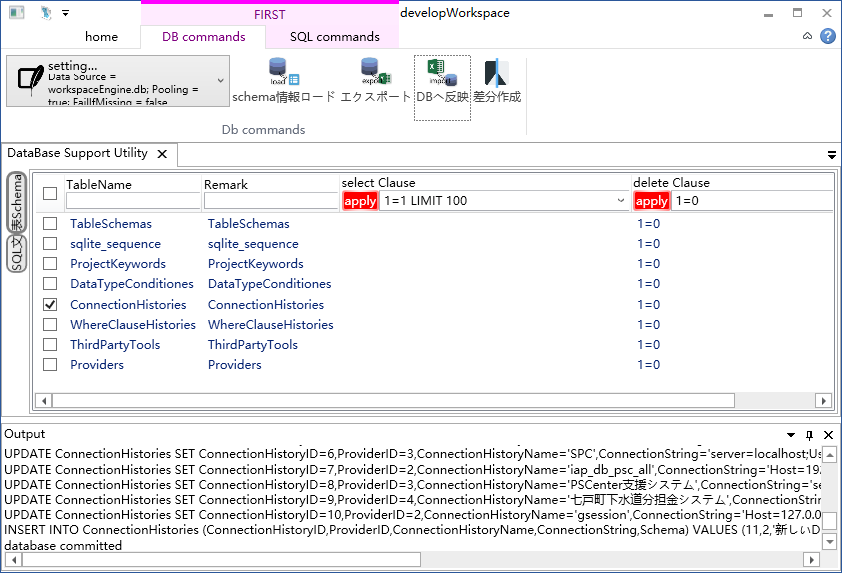 FIRST
developWorkspace
home
DB commands
SQL commands
setting...
Data Source =
workspaceEngine.db; Pooling =
true; FailIfMissing = false
load
schema情報ロード
export
エクスポート
import
DBへ反映
差分作成
Db commands
DataBase Support Utility
表Schema
SQL文
TableName
Remark
select Clause
delete Clause
apply
1=1 LIMIT 100
apply
1=0
TableSchemas TableSchemas 1=0
sqlite_sequence sqlite_sequence 1=0
ProjectKeywords ProjectKeywords 1=0
DataTypeConditiones DataTypeConditiones 1=0
ConnectionHistories ConnectionHistories 1=0
WhereClauseHistories WhereClauseHistories 1=0
ThirdPartyTools ThirdPartyTools 1=0
Providers Providers 1=0
Output
UPDATE ConnectionHistories SET ConnectionHistoryID=6,ProviderID=3,ConnectionHistoryName='SPC',ConnectionString='server=localhost;Us
UPDATE ConnectionHistories SET ConnectionHistoryID=7,ProviderID=2,ConnectionHistoryName='iap_db_psc_all',ConnectionString='Host=192
UPDATE ConnectionHistories SET ConnectionHistoryID=8,ProviderID=3,ConnectionHistoryName='PSCenter支援システム',ConnectionString='se
UPDATE ConnectionHistories SET ConnectionHistoryID=9,ProviderID=4,ConnectionHistoryName='七戸町下水道分担金システム',ConnectionStrin
UPDATE ConnectionHistories SET ConnectionHistoryID=10,ProviderID=2,ConnectionHistoryName='gsession',ConnectionString='Host=127.0.0
INSERT INTO ConnectionHistories (ConnectionHistoryID,ProviderID,ConnectionHistoryName,ConnectionString,Schema) VALUES (11,2,'新しいD
database committed